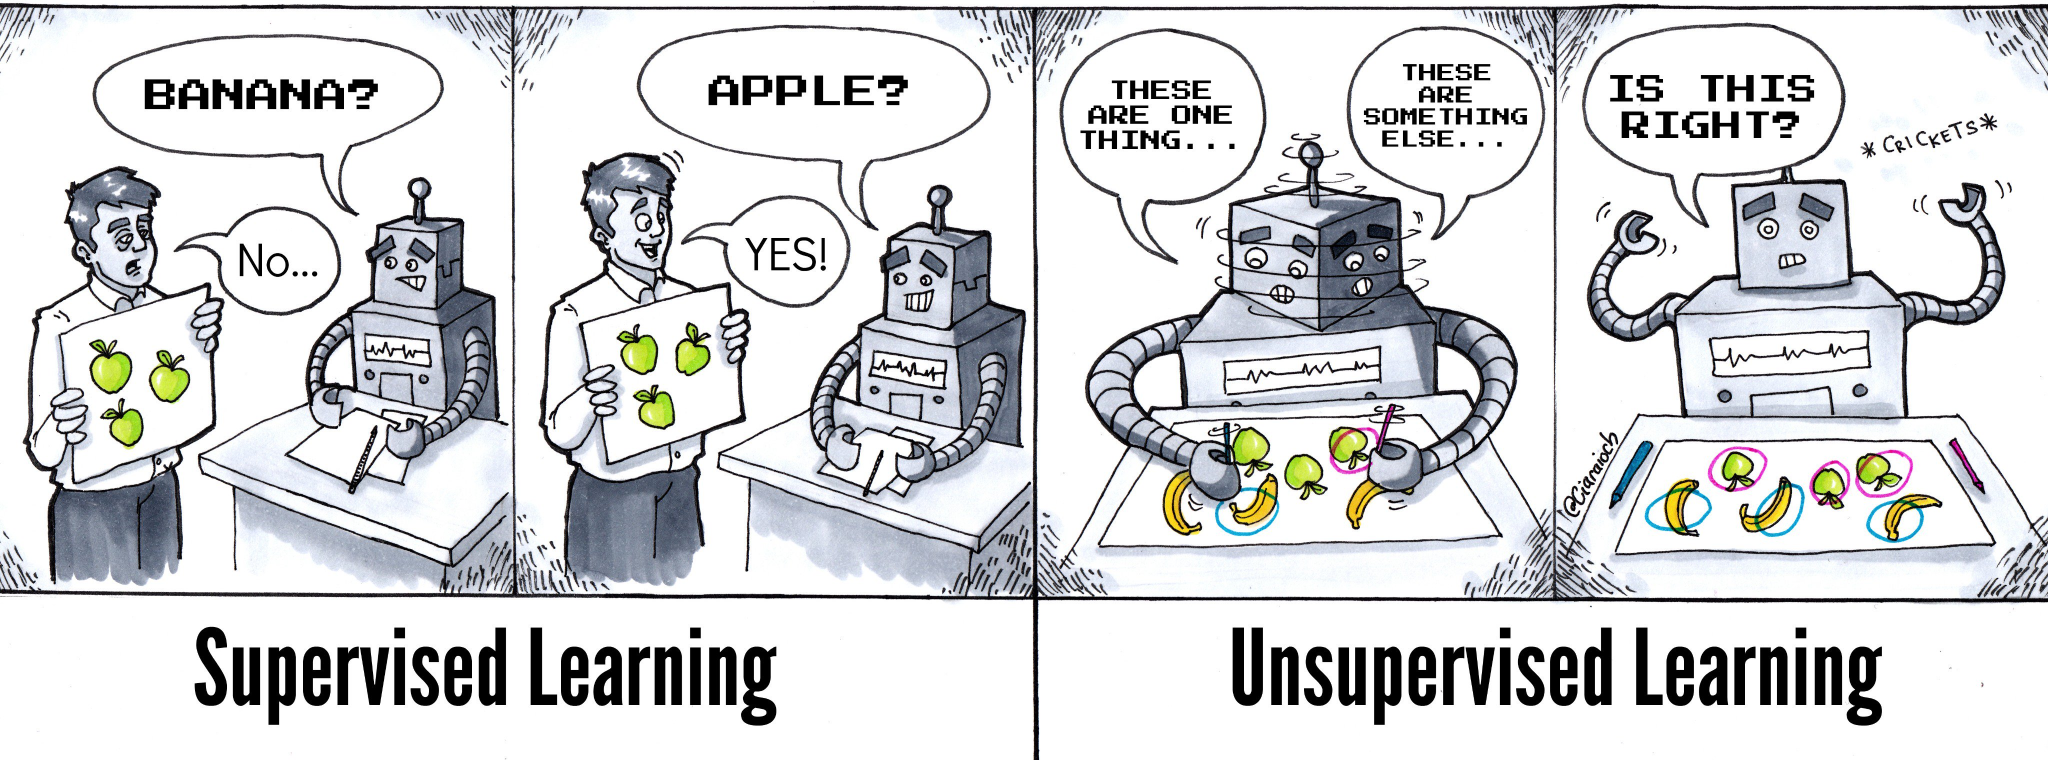 BANANA?
No...
APPLE?
YES!
THESE
ARE ONE
THING...
THESE
ARE
SOMETHING
ELSE...
IS THIS
RIGHT?
*CRICKETS*
@Ciaraioch
Supervised Learning
Unsupervised Learning